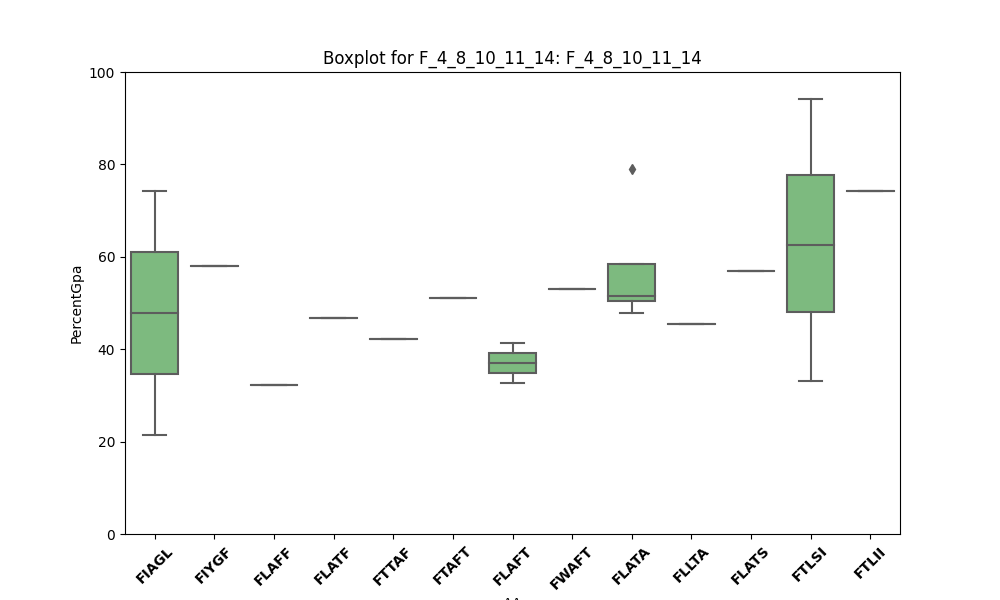 Boxplot for F_4_8_10_11_14: F_4_8_10_11_14
100
80
60
40
20
0
PercentGpa
FIAGL
FIYGF
FLAFF
FLATF
FTTAF
FTAFT
FLAFT
FWAFT
FLATA
FLLTA
FLATS
FTLSI
FTLII